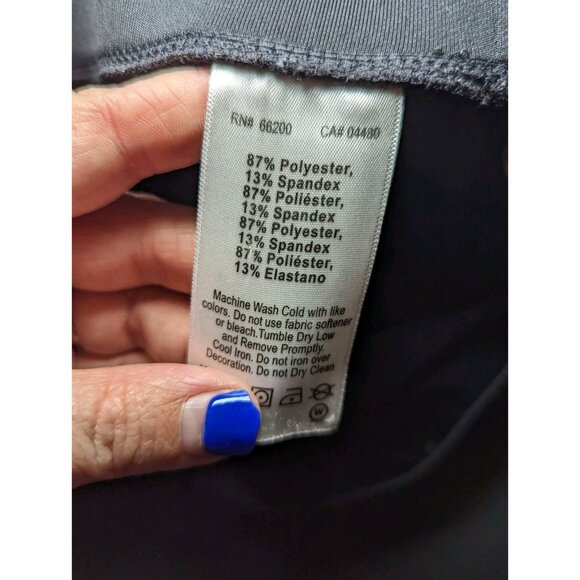 RN# 66200 CA# 04480
87% Polyester,
13% Spandex
87% Poliéster,
13% Spandex
87% Polyester,
13% Spandex
87% Poliéster,
13% Elastano
Machine Wash Cold with like
colors. Do not use fabric softener
or bleach.Tumble Dry Low
and Remove Promptly.
Cool Iron. Do not iron over
Decoration. Do not Dry Clean
W